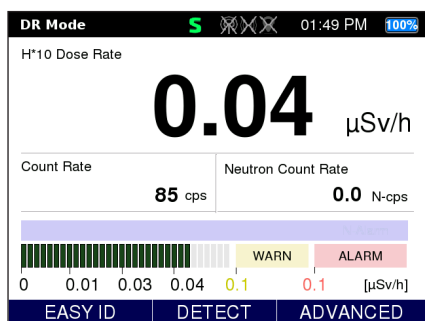 DR Mode S 01:49 PM 100%
H*10 Dose Rate
0.04 µSv/h
Count Rate Neutron Count Rate
85 cps 0.0 N-cps
WARN ALARM
0 0.01 0.03 0.04 0.1 0.1 [µSv/h]
EASY ID DETECT ADVANCED